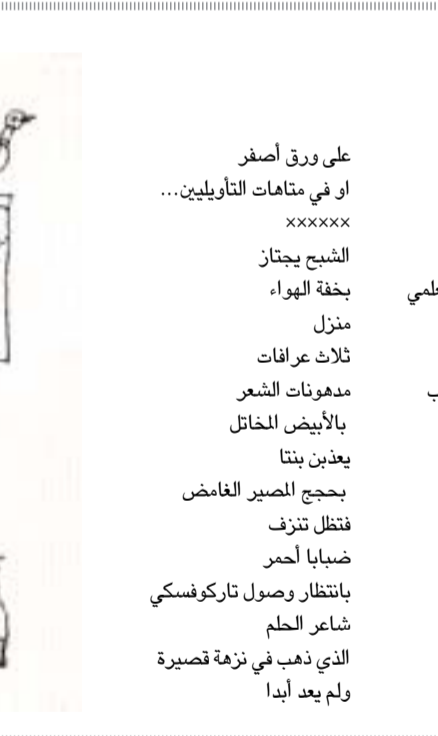 على ورق أصفر
او في متاهات التأويليين...
××××××
الشبح يجتاز
بخفة الهواء
منزل
ثلاث عرافات
مدهونات الشعر
بالأبيض المخاتل
يعذبن بنتا
بحجج المصير الغامض
فتظل تنزف
ضبابا أحمر
بانتظار وصول تاركوفسكي
شاعر الحلم
الذي ذهب في نزهة قصيرة
ولم يعد أبدا